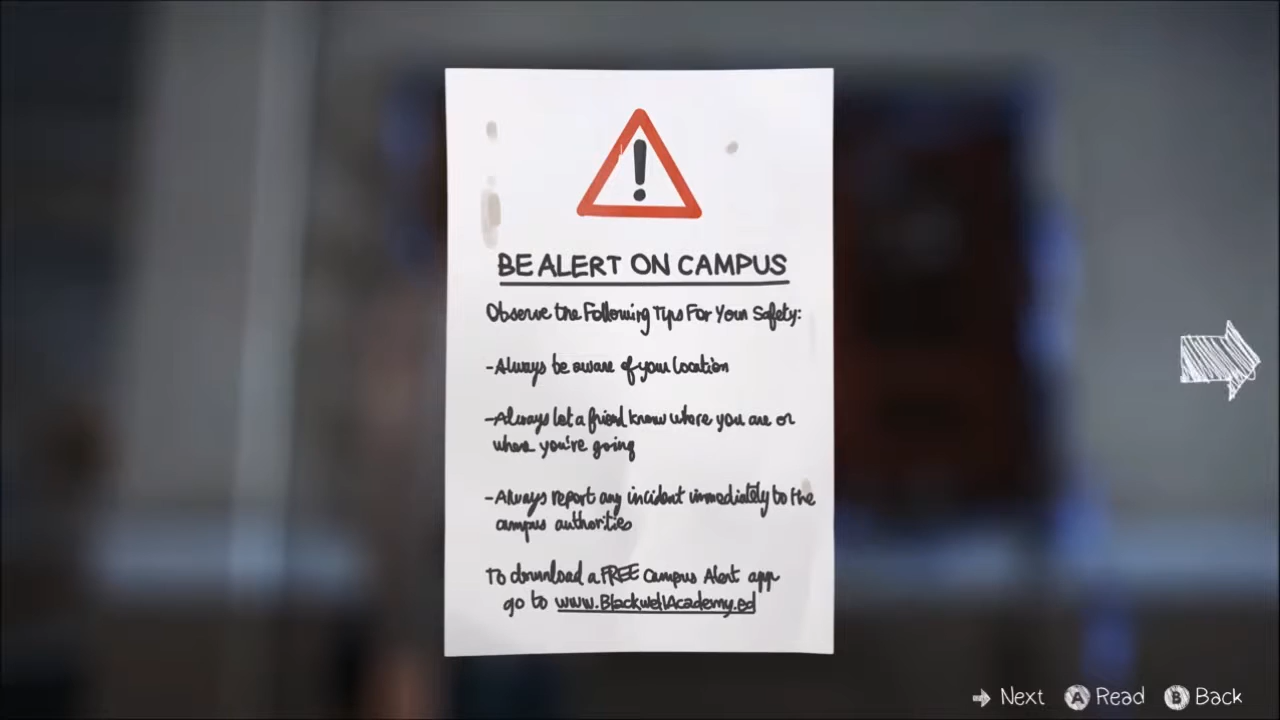 !
BE ALERT ON CAMPUS
Observe the Following Tips For Your Safety:
-Always be aware of your location
-Always let a friend know where you are or
where you're going
-Always report any incident immediately to the
campus authorities
To download a FREE Campus Alert app
go to www.BlackwellAcademy.ed
Next A Read B Back